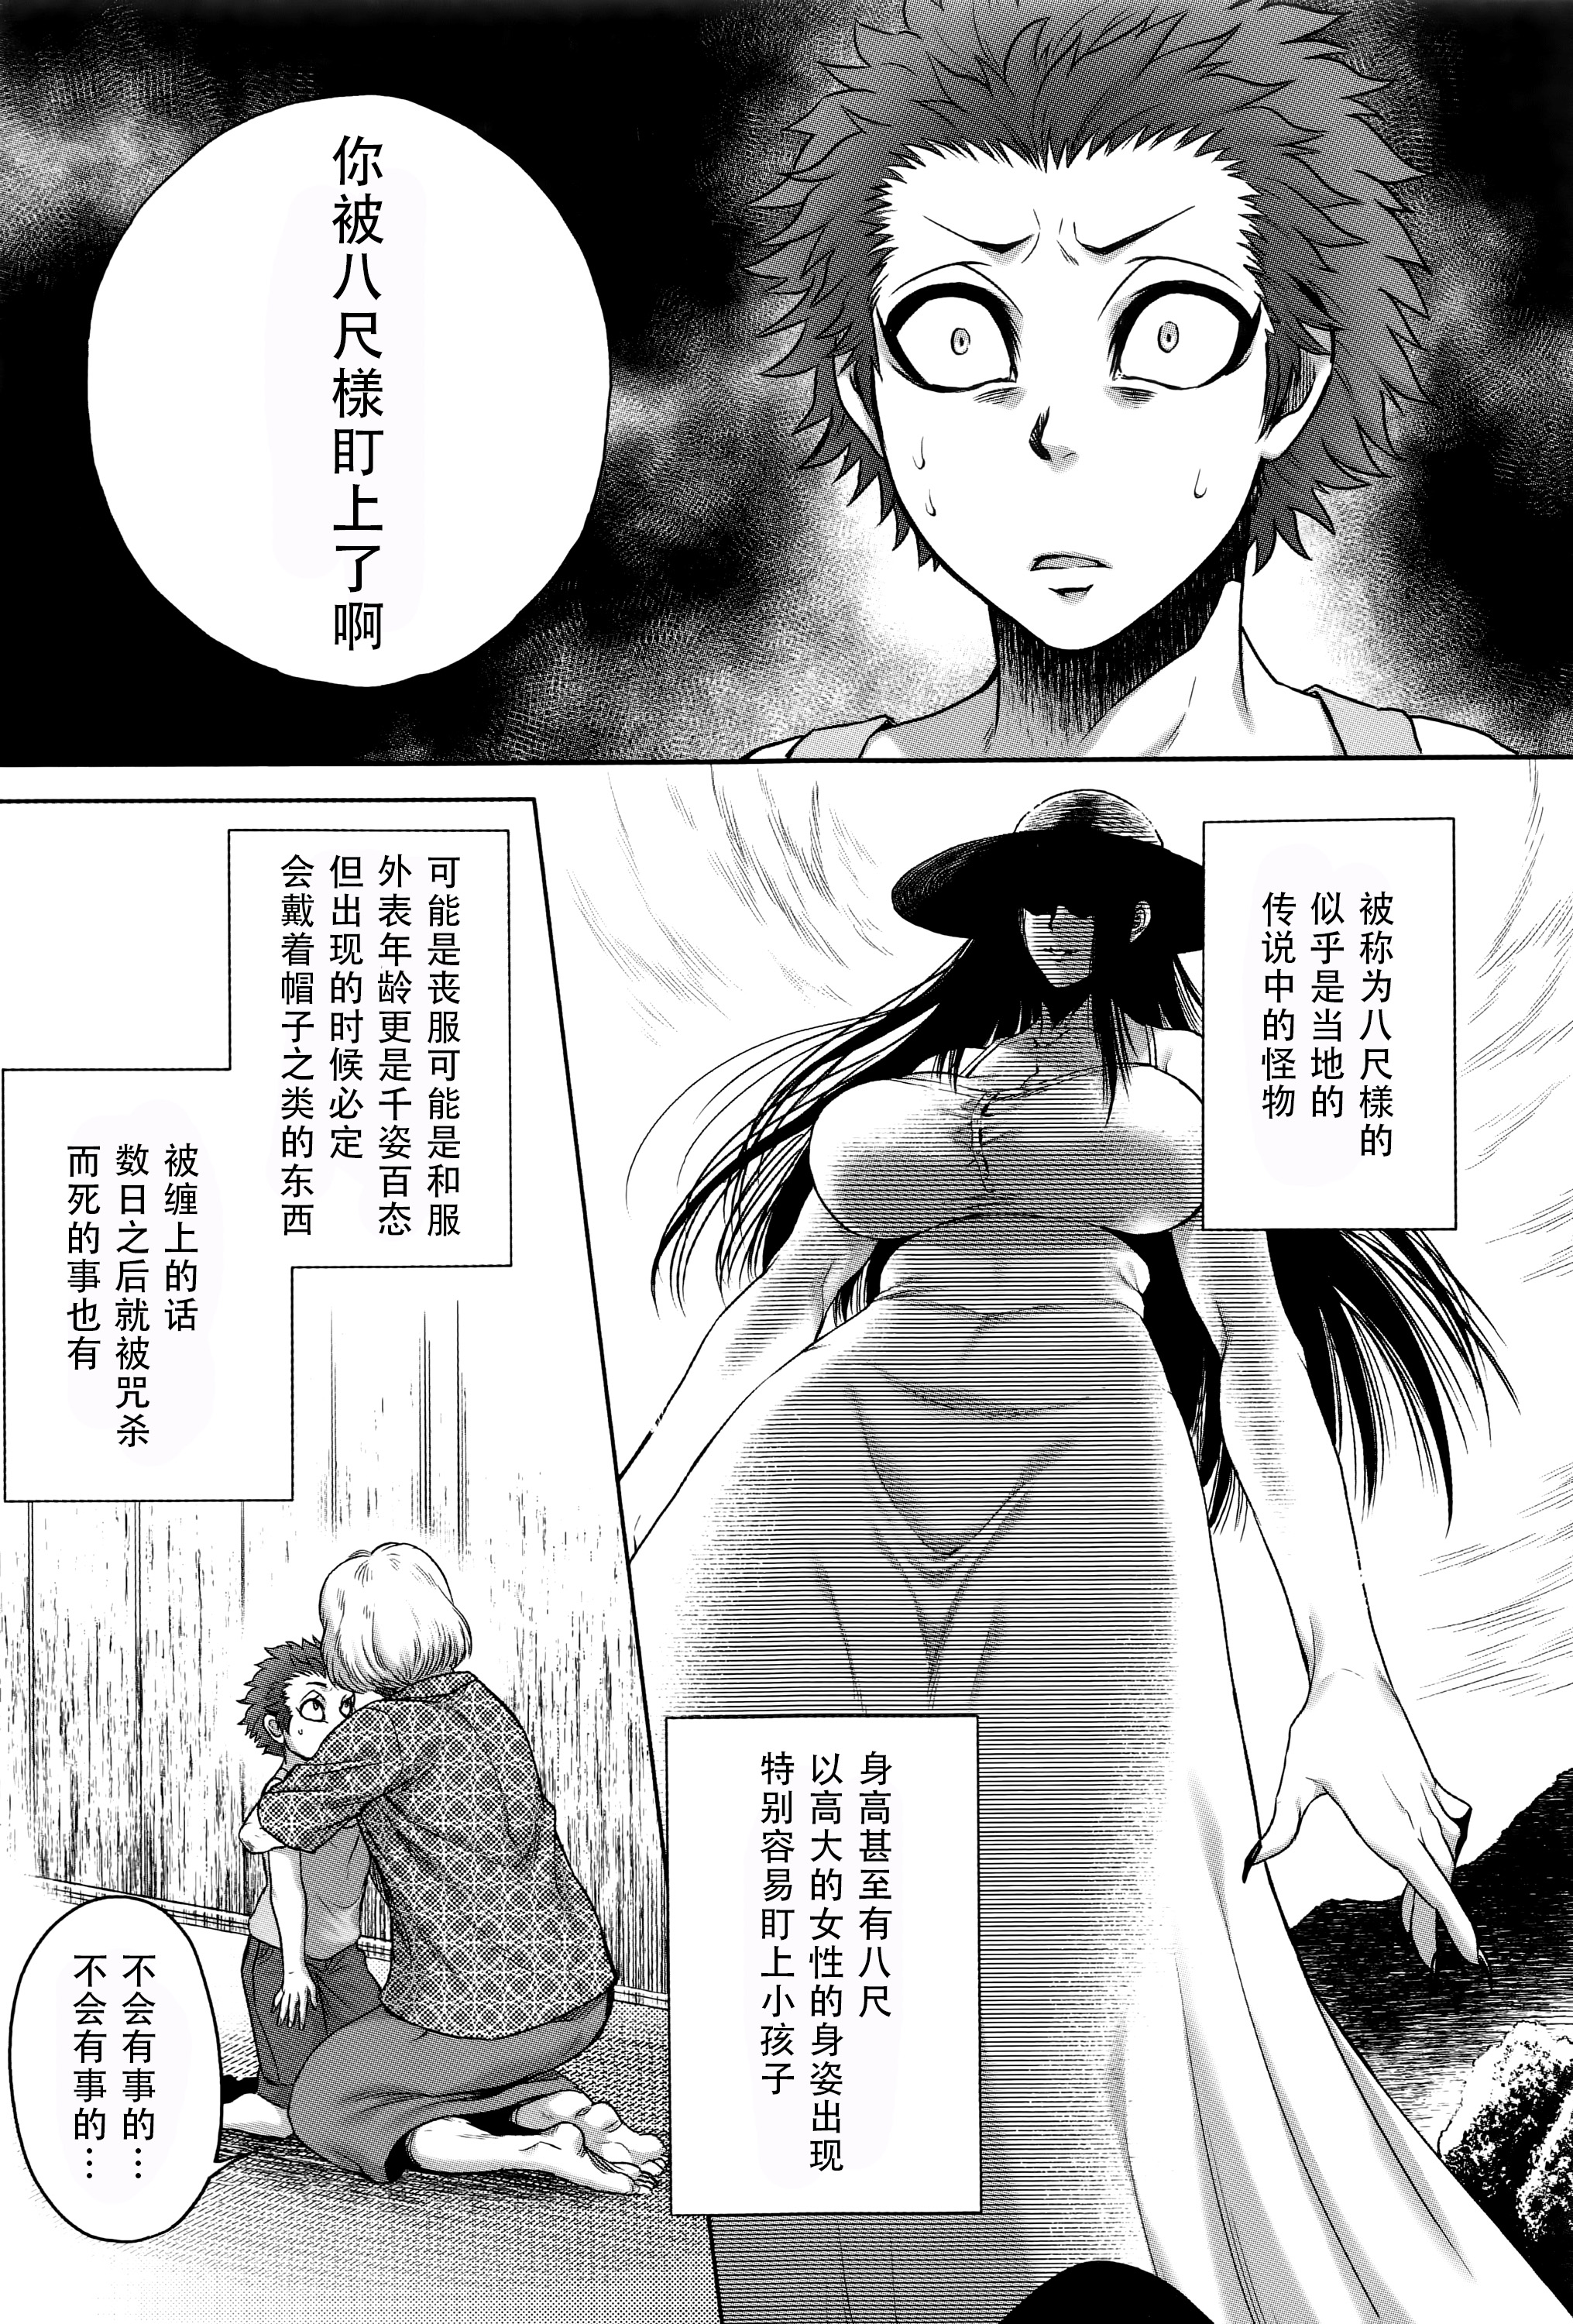 你被八尺樣盯上了啊
被称为八尺樣的
似乎是当地的
传说中的怪物
身高甚至有八尺
以高大的女性的身姿出现
特别容易盯上小孩子
可能是丧服可能是和服
外表年龄更是千姿百态
但出现的时候必定
会戴着帽子之类的东西
被缠上的话
数日之后就被咒杀
而死的事也有
不会有事的…
不会有事的…